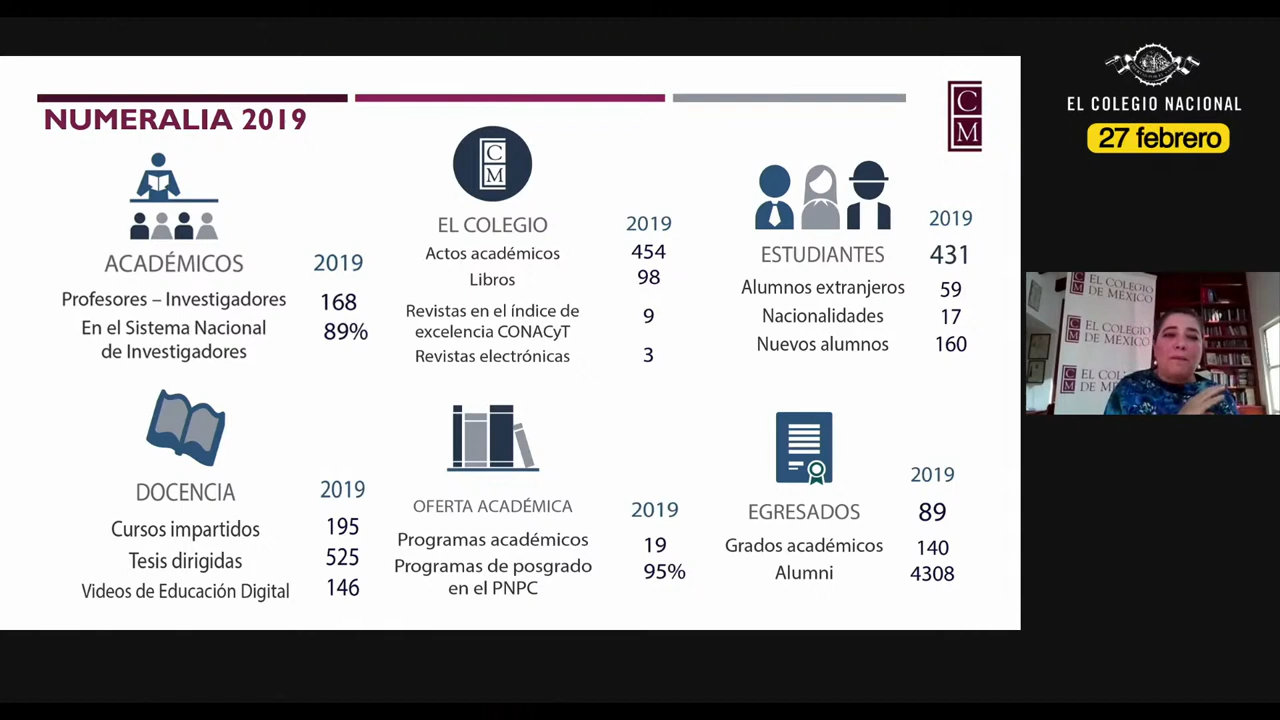 NUMERALIA 2019
C
M
ACADÉMICOS 2019
Profesores – Investigadores 168
En el Sistema Nacional 89%
de Investigadores
C
M
EL COLEGIO 2019
Actos académicos 454
Libros 98
Revistas en el índice de 9
excelencia CONACyT
Revistas electrónicas 3
2019
ESTUDIANTES 431
Alumnos extranjeros 59
Nacionalidades 17
Nuevos alumnos 160
DOCENCIA 2019
Cursos impartidos 195
Tesis dirigidas 525
Videos de Educación Digital 146
OFERTA ACADÉMICA 2019
Programas académicos 19
Programas de posgrado 95%
en el PNPC
2019
EGRESADOS 89
Grados académicos 140
Alumni 4308
EL COLEGIO NACIONAL
27 febrero
EL COLEGIO
DE MÉXICO
EL COLEGIO
DE MÉXICO
EL COL
DE M